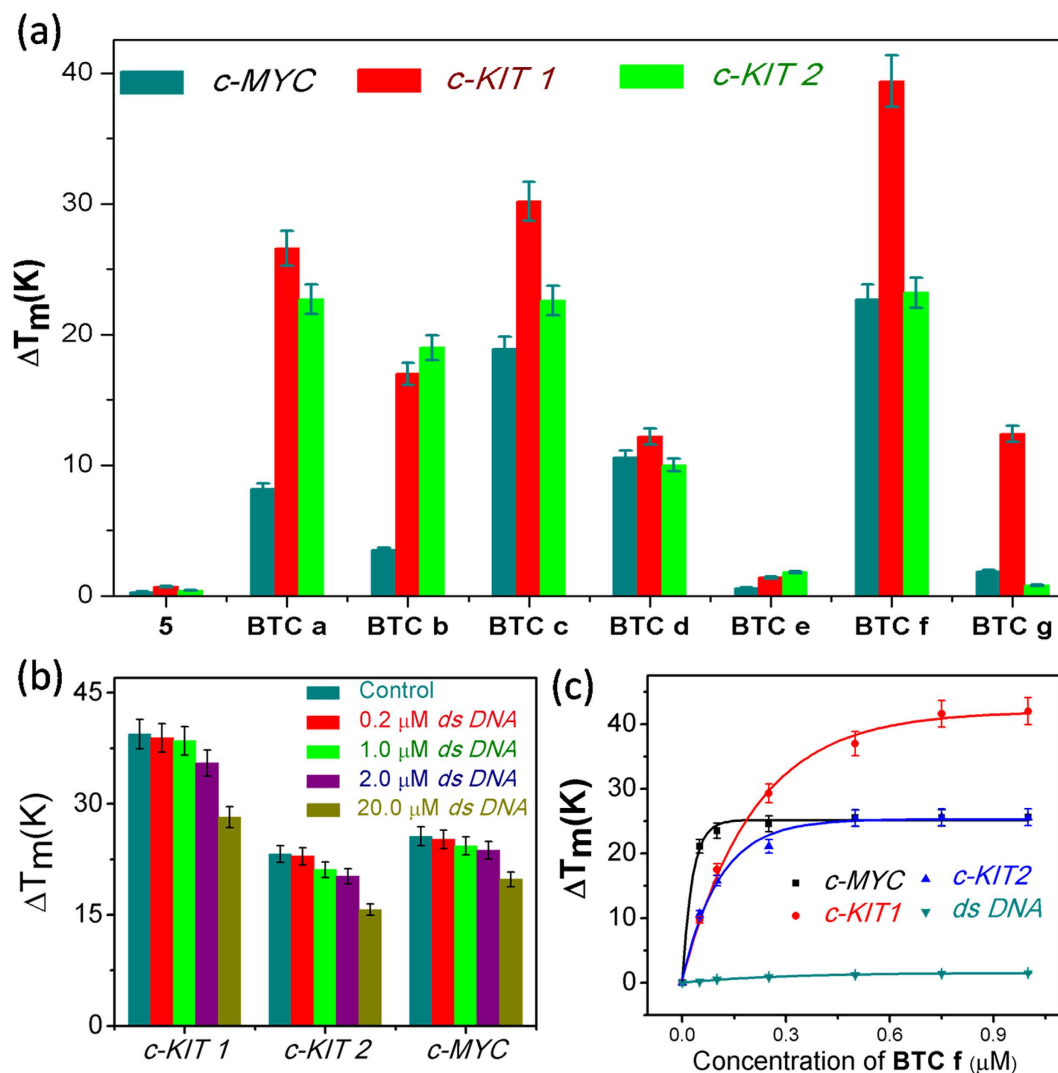 (a)
c-MYC c-KIT 1 c-KIT 2
40
30
20
10
0
ΔTm(K)
5 BTC a BTC b BTC c BTC d BTC e BTC f BTC g
(b)
Control
0.2 μM ds DNA
1.0 μM ds DNA
2.0 μM ds DNA
20.0 μM ds DNA
45
30
15
0
ΔTm(K)
c-KIT 1 c-KIT 2 c-MYC
(c)
40
30
20
10
0
ΔTm(K)
c-MYC c-KIT2
c-KIT1 ds DNA
0.0 0.3 0.6 0.9
Concentration of BTC f (μM)